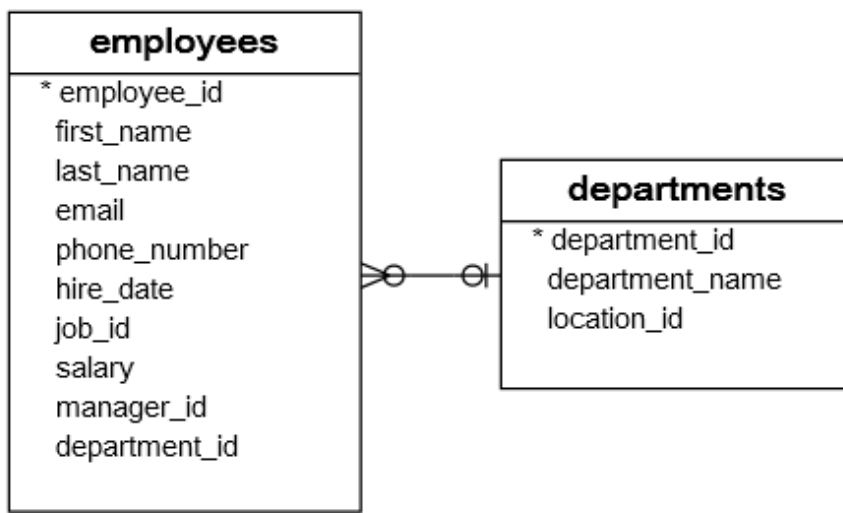 employees
* employee_id
first_name
last_name
email
phone_number
hire_date
job_id
salary
manager_id
department_id
departments
* department_id
department_name
location_id